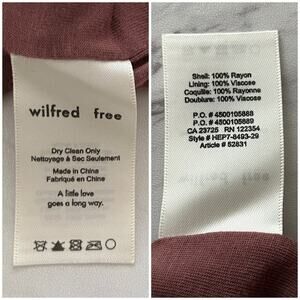 wilfred free
Dry Clean Only
Nettoyage à Sec Seulement
Made in China
Fabriqué en Chine
A little love
goes a long way.
Shell: 100% Rayon
Lining: 100% Viscose
Coquille: 100% Rayonne
Doublure: 100% Viscose
P.O. # 4500105888
P.O. # 4500105889
CA 23725 RN 122354
Style # HEP7-8493-29
Article # 52831